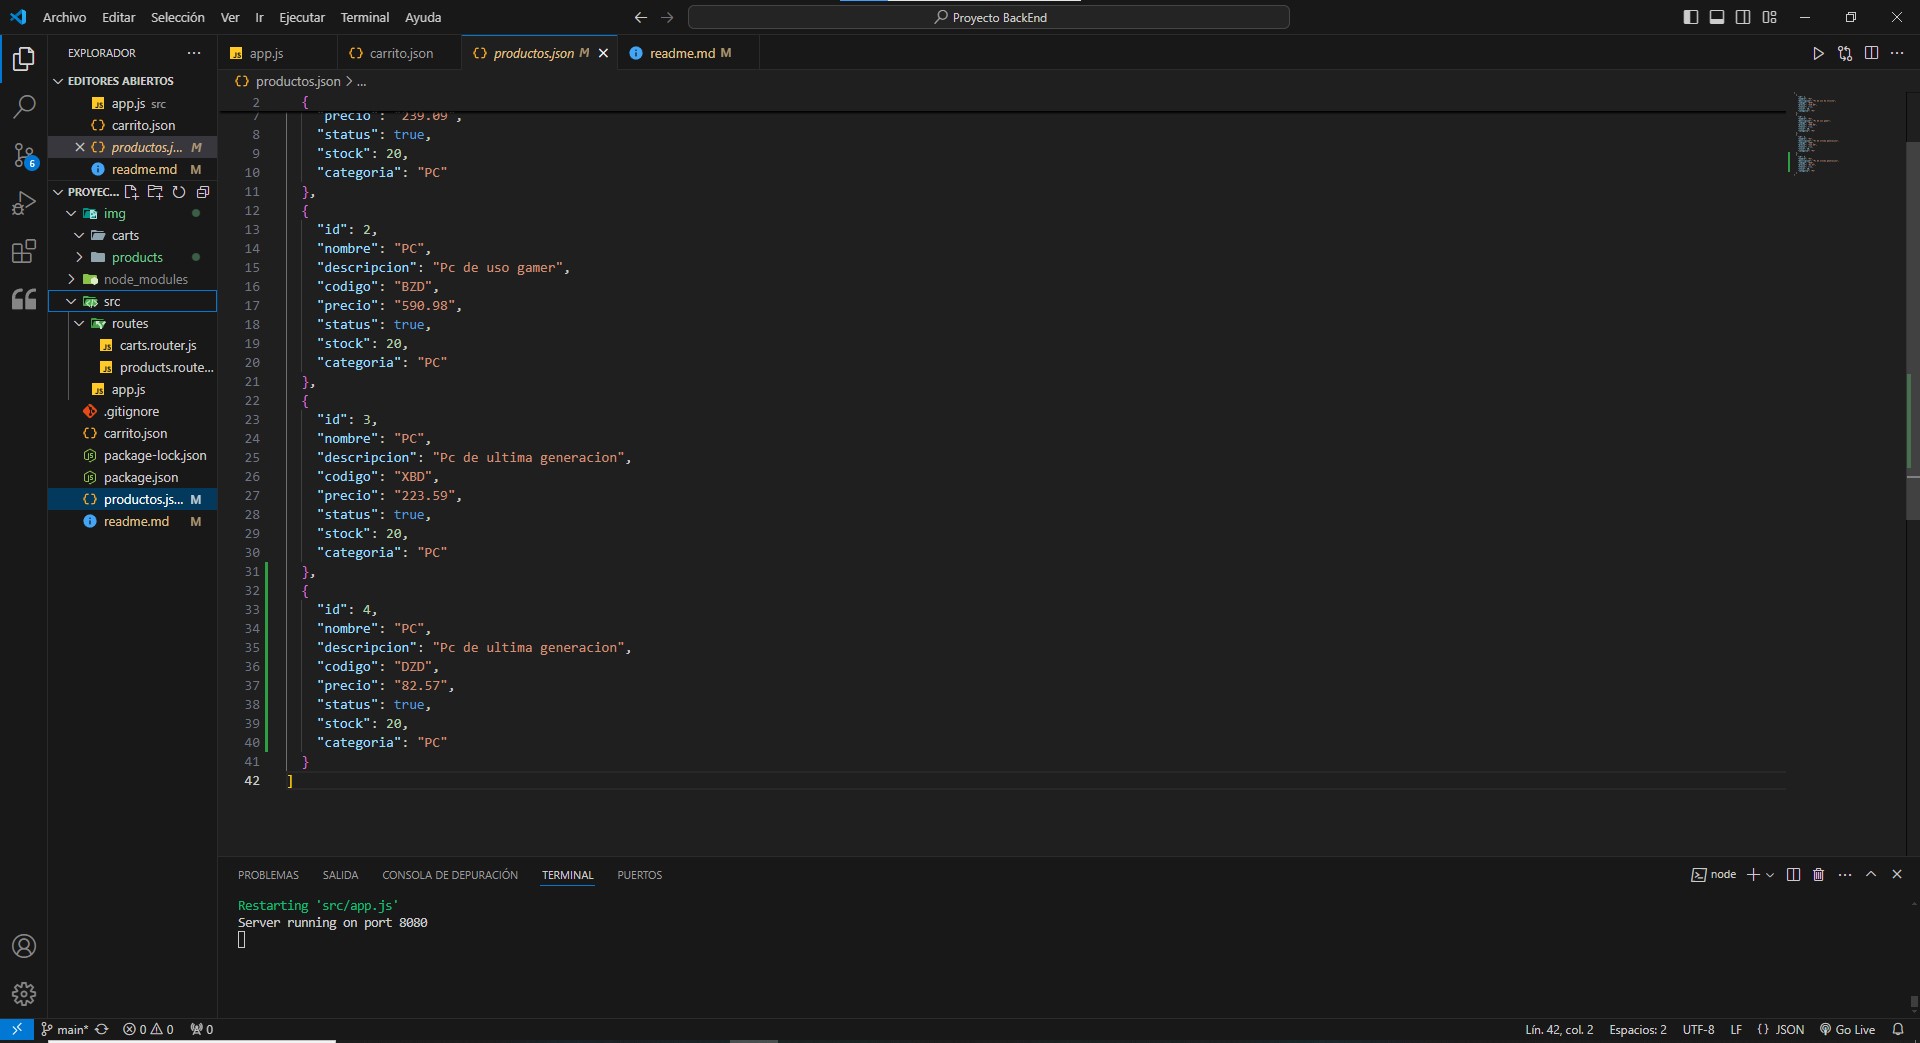 Archivo Editar Selección Ver Ir Ejecutar Terminal Ayuda
Proyecto BackEnd
EXPLORADOR
EDITORES ABIERTOS
app.js src
carrito.json
productos.j... M
readme.md M
PROYEC...
img
carts
products
node_modules
src
routes
carts.router.js
products.route...
app.js
.gitignore
carrito.json
package-lock.json
package.json
productos.js... M
readme.md M
6
app.js
carrito.json
productos.json M
readme.md M
productos.json > ...
2 {
7 "precio": "239.09",
8 "status": true,
9 "stock": 20,
10 "categoria": "PC"
11 },
12 {
13 "id": 2,
14 "nombre": "PC",
15 "descripcion": "Pc de uso gamer",
16 "codigo": "BZD",
17 "precio": "590.98",
18 "status": true,
19 "stock": 20,
20 "categoria": "PC"
21 },
22 {
23 "id": 3,
24 "nombre": "PC",
25 "descripcion": "Pc de ultima generacion",
26 "codigo": "XBD",
27 "precio": "223.59",
28 "status": true,
29 "stock": 20,
30 "categoria": "PC"
31 },
32 {
33 "id": 4,
34 "nombre": "PC",
35 "descripcion": "Pc de ultima generacion",
36 "codigo": "DZD",
37 "precio": "82.57",
38 "status": true,
39 "stock": 20,
40 "categoria": "PC"
41 }
42 ]
PROBLEMAS SALIDA CONSOLA DE DEPURACIÓN TERMINAL PUERTOS
node
Restarting 'src/app.js'
Server running on port 8080
main* 0 0 0
Lín. 42, col. 2 Espacios: 2 UTF-8 LF {} JSON Go Live